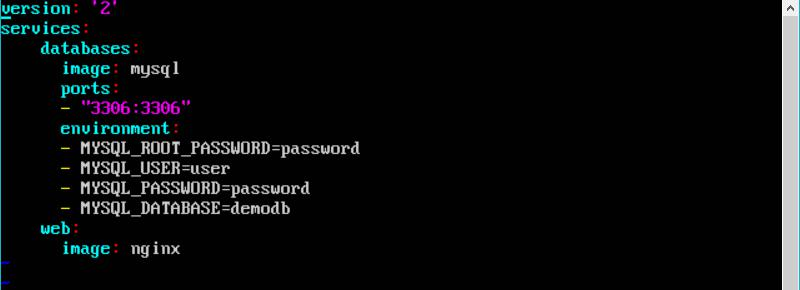 version: '2'
services:
    databases:
      image: mysql
      ports:
      - "3306:3306"
      environment:
      - MYSQL_ROOT_PASSWORD=password
      - MYSQL_USER=user
      - MYSQL_PASSWORD=password
      - MYSQL_DATABASE=demodb
    web:
      image: nginx
~
~